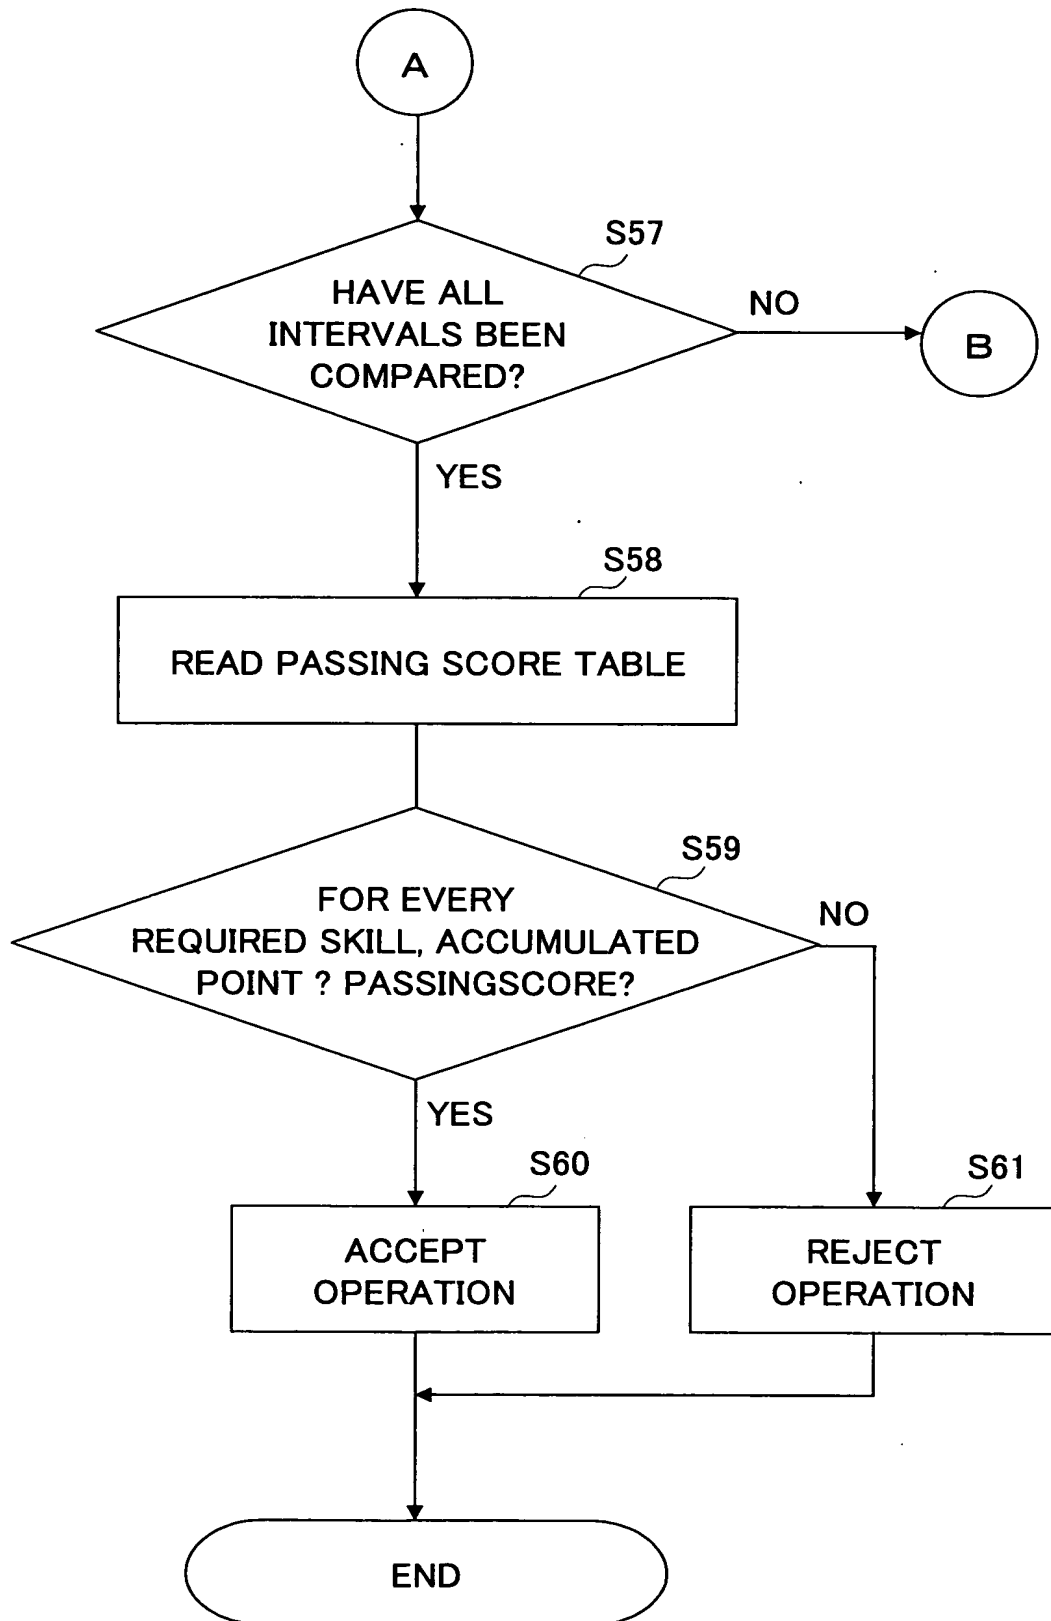 A
S57
HAVE ALL
INTERVALS BEEN
COMPARED?
NO
B
YES
S58
READ PASSING SCORE TABLE
S59
FOR EVERY
REQUIRED SKILL, ACCUMULATED
POINT ? PASSINGSCORE?
NO
YES
S60
ACCEPT
OPERATION
S61
REJECT
OPERATION
END